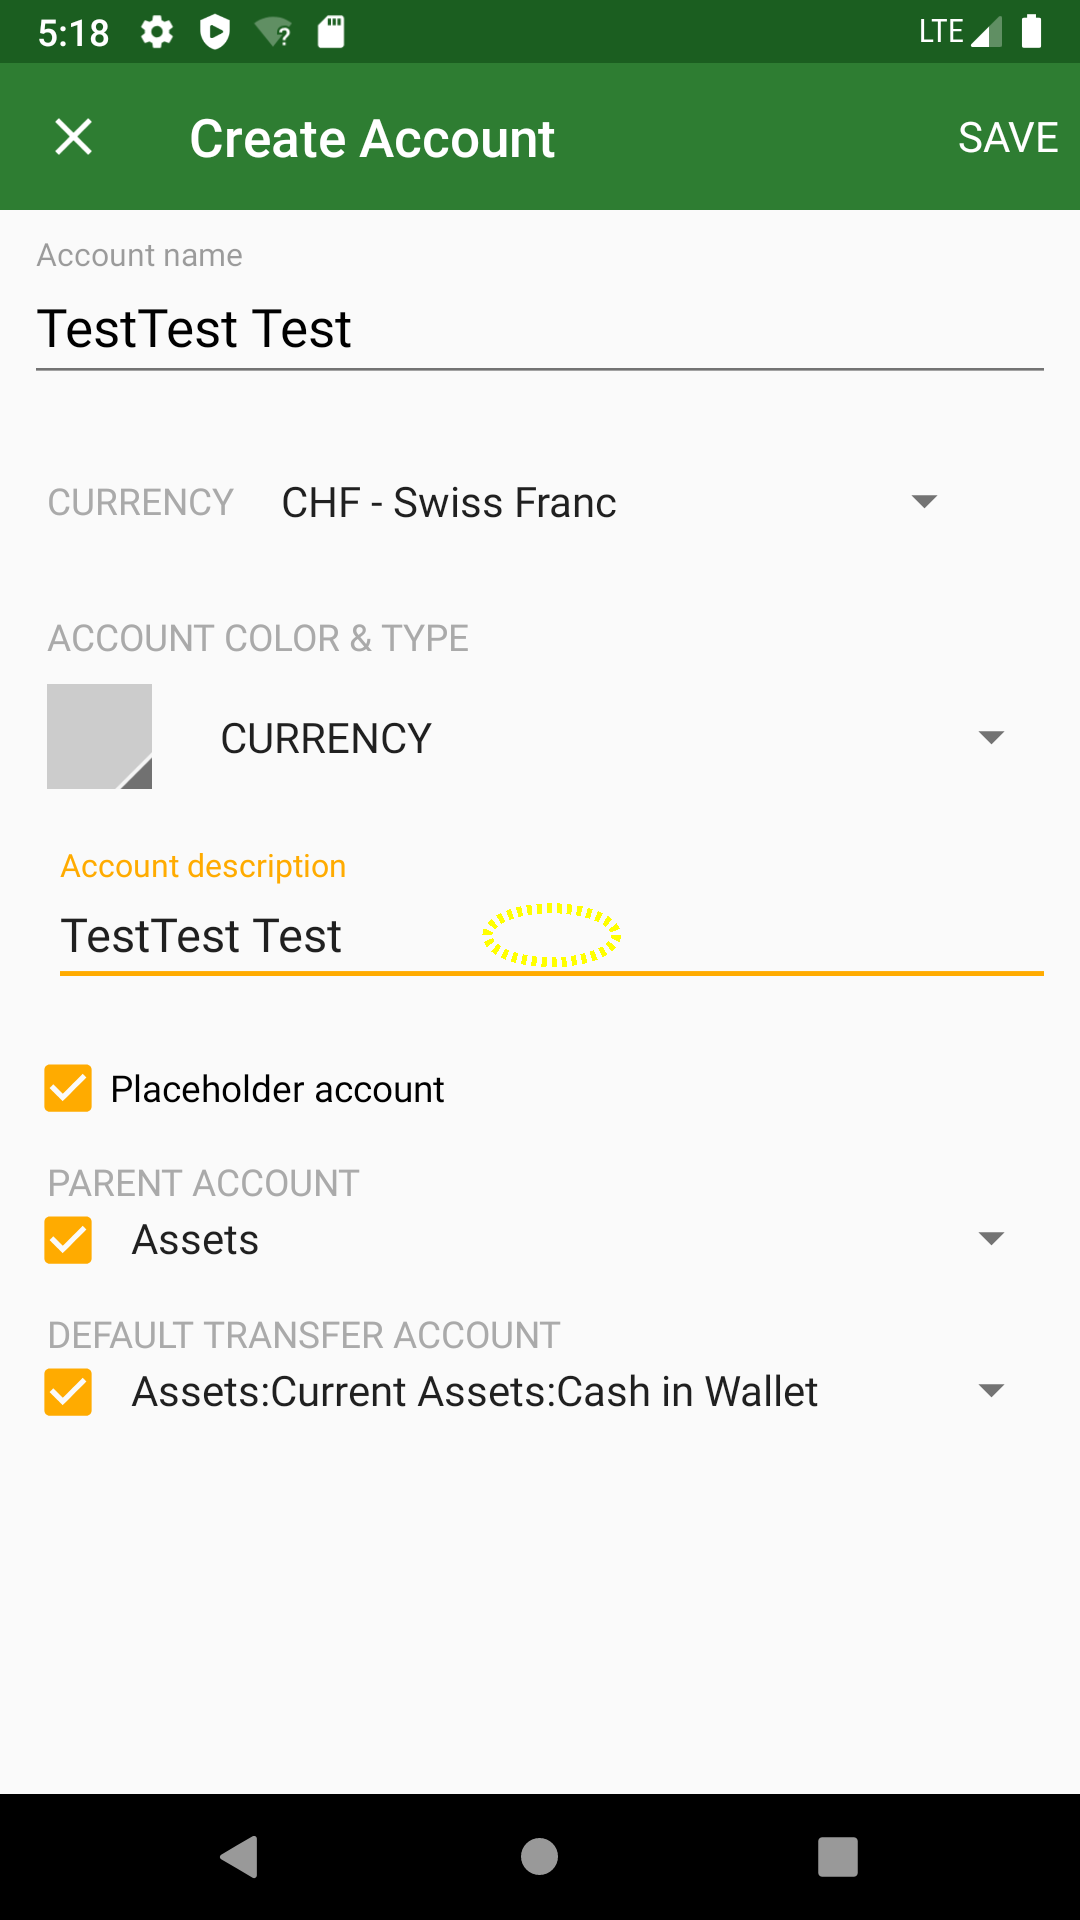 5:18
LTE
Create Account
SAVE
Account name
TestTest Test
CURRENCY
CHF - Swiss Franc
ACCOUNT COLOR & TYPE
CURRENCY
Account description
TestTest Test
Placeholder account
PARENT ACCOUNT
Assets
DEFAULT TRANSFER ACCOUNT
Assets:Current Assets:Cash in Wallet